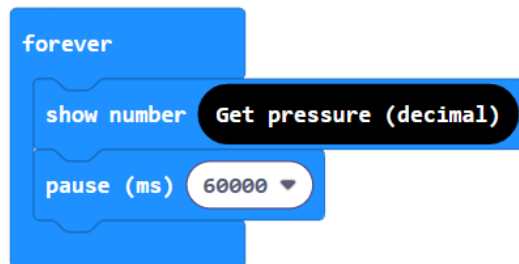 forever
show number Get pressure (decimal)
pause (ms) 60000